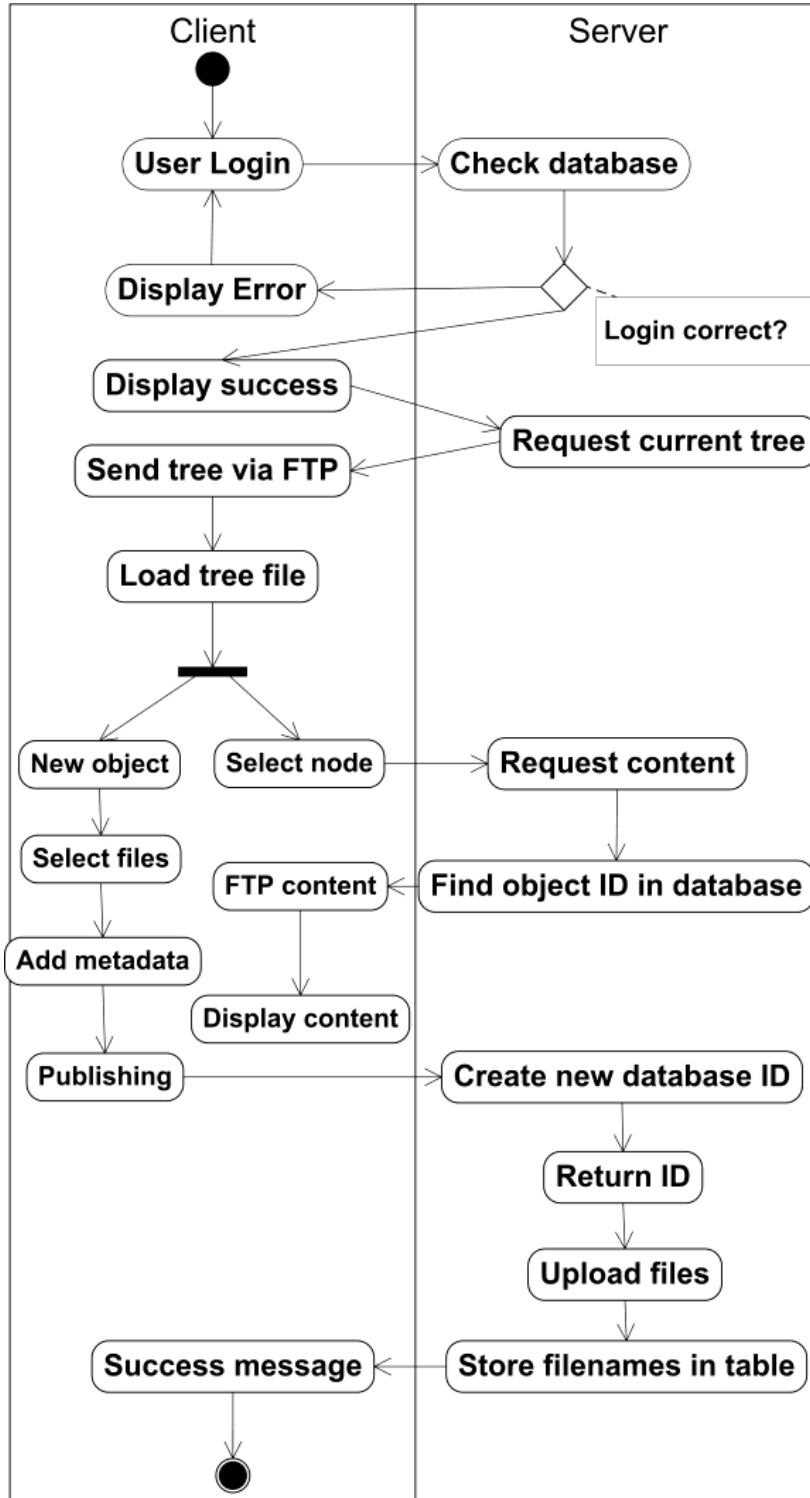 Client
Server
User Login
Check database
Display Error
Login correct?
Display success
Request current tree
Send tree via FTP
Load tree file
New object
Select node
Request content
Select files
FTP content
Find object ID in database
Add metadata
Display content
Publishing
Create new database ID
Return ID
Upload files
Success message
Store filenames in table